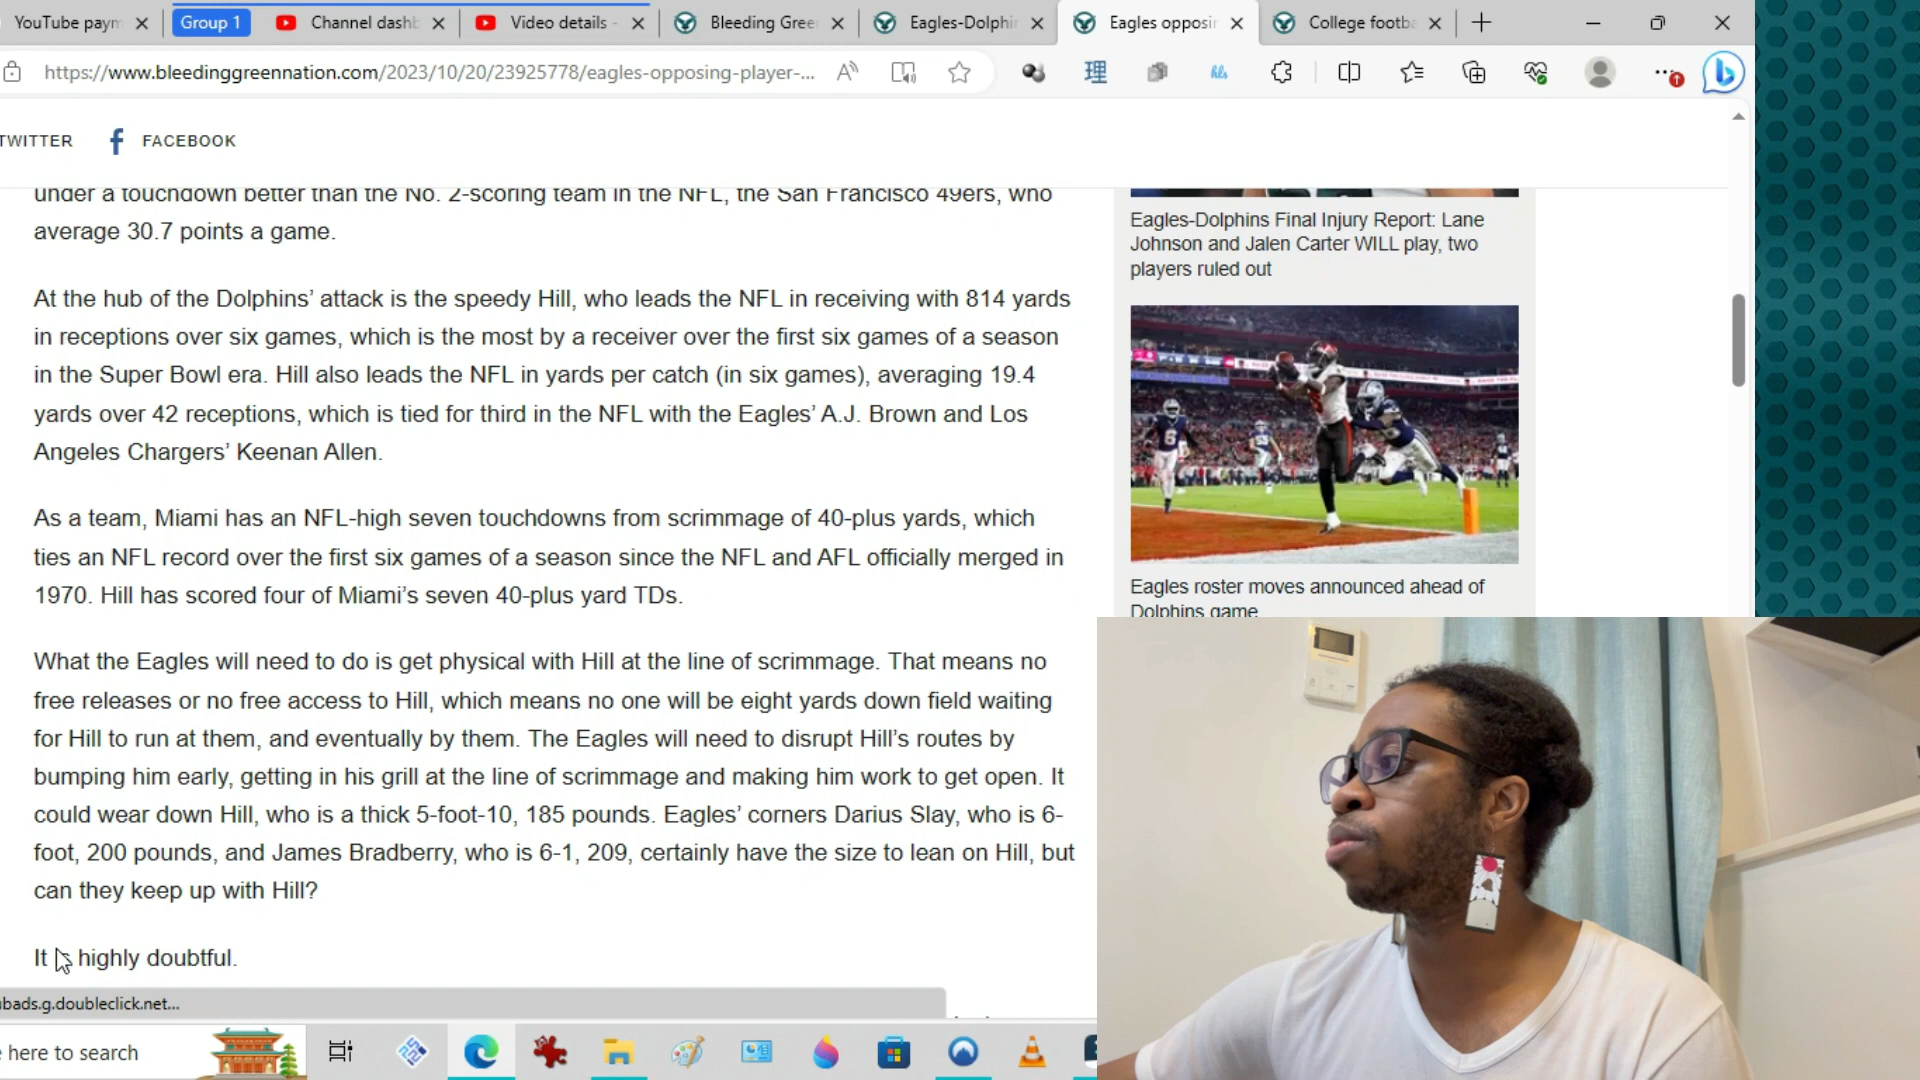 YouTube paym
Group 1
Channel dashb
Video details -
Bleeding Gree
Eagles-Dolphi
Eagles opposin
College footba
https://www.bleedinggreennation.com/2023/10/20/23925778/eagles-opposing-player-...
TWITTER
FACEBOOK
under a touchdown better than the No. 2-scoring team in the NFL, the San Francisco 49ers, who
average 30.7 points a game.
At the hub of the Dolphins’ attack is the speedy Hill, who leads the NFL in receiving with 814 yards
in receptions over six games, which is the most by a receiver over the first six games of a season
in the Super Bowl era. Hill also leads the NFL in yards per catch (in six games), averaging 19.4
yards over 42 receptions, which is tied for third in the NFL with the Eagles’ A.J. Brown and Los
Angeles Chargers’ Keenan Allen.
As a team, Miami has an NFL-high seven touchdowns from scrimmage of 40-plus yards, which
ties an NFL record over the first six games of a season since the NFL and AFL officially merged in
1970. Hill has scored four of Miami’s seven 40-plus yard TDs.
What the Eagles will need to do is get physical with Hill at the line of scrimmage. That means no
free releases or no free access to Hill, which means no one will be eight yards down field waiting
for Hill to run at them, and eventually by them. The Eagles will need to disrupt Hill’s routes by
bumping him early, getting in his grill at the line of scrimmage and making him work to get open. It
could wear down Hill, who is a thick 5-foot-10, 185 pounds. Eagles’ corners Darius Slay, who is 6-
foot, 200 pounds, and James Bradberry, who is 6-1, 209, certainly have the size to lean on Hill, but
can they keep up with Hill?
It highly doubtful.
Eagles-Dolphins Final Injury Report: Lane
Johnson and Jalen Carter WILL play, two
players ruled out
Eagles roster moves announced ahead of
Dolphins game
bads.g.doubleclick.net...
here to search